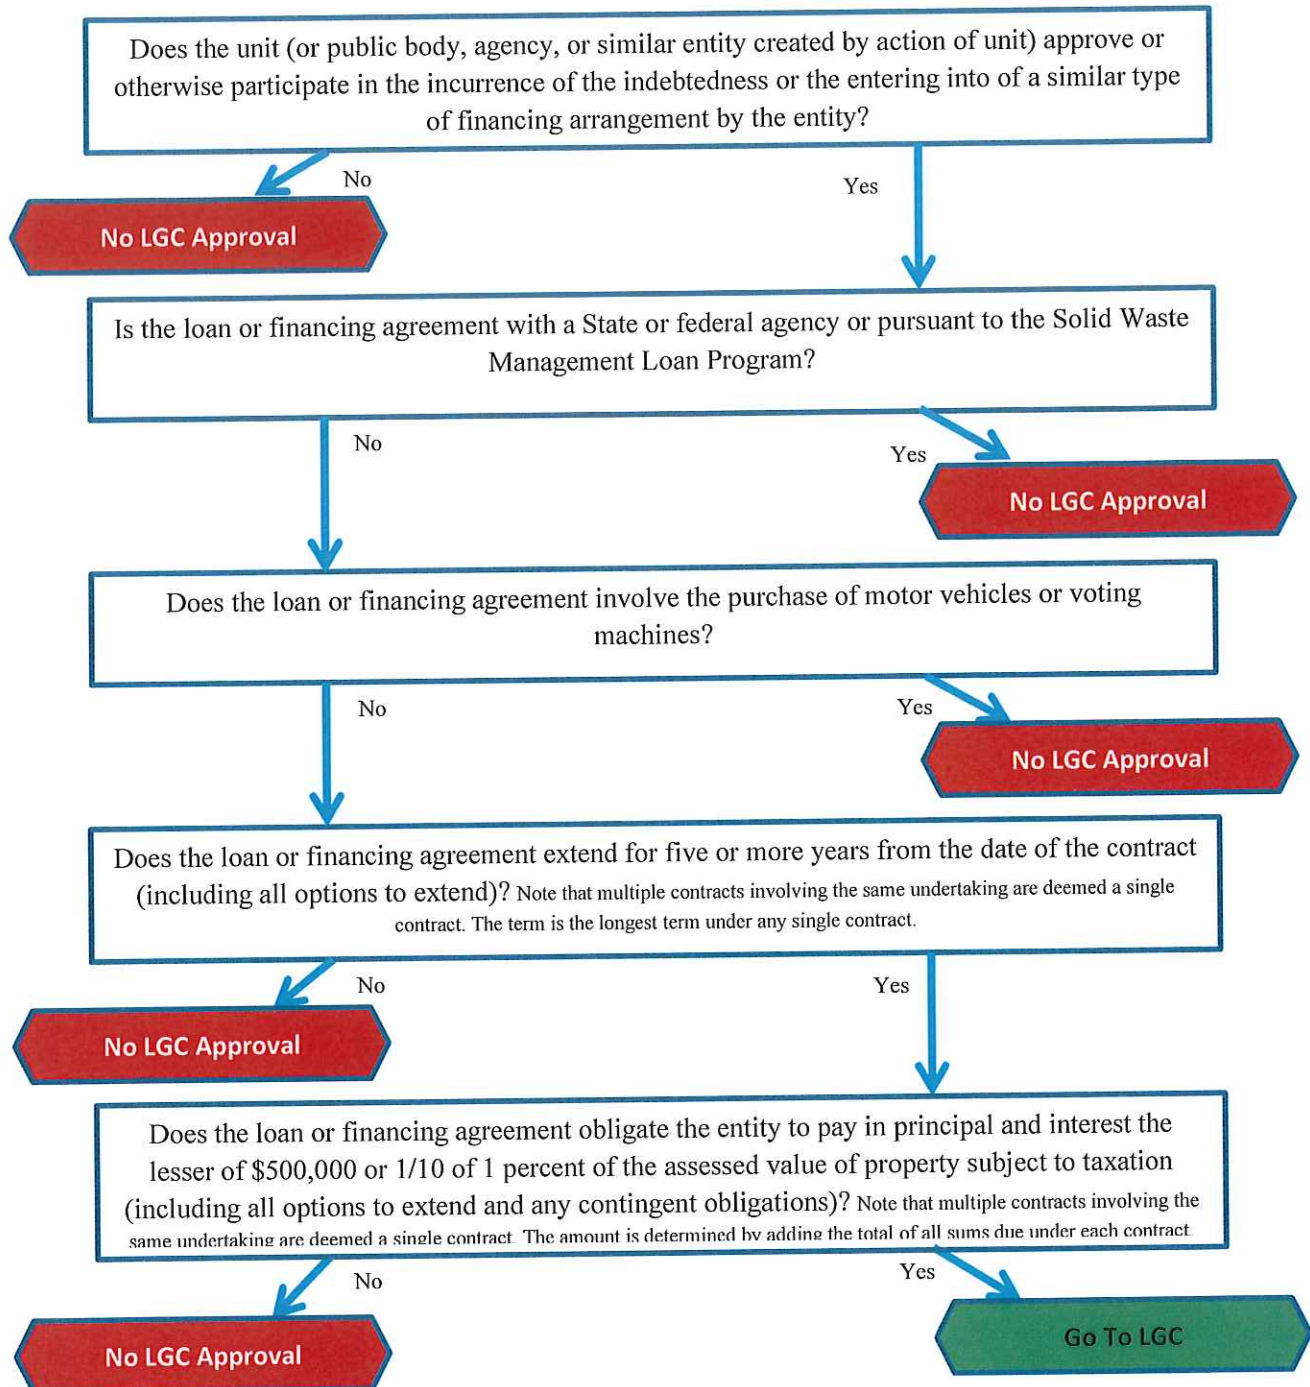 Does the unit (or public body, agency, or similar entity created by action of unit) approve or
otherwise participate in the incurrence of the indebtedness or the entering into of a similar type
of financing arrangement by the entity?
No
Yes
No LGC Approval
Is the loan or financing agreement with a State or federal agency or pursuant to the Solid Waste
Management Loan Program?
No
Yes
No LGC Approval
Does the loan or financing agreement involve the purchase of motor vehicles or voting
machines?
No
Yes
No LGC Approval
Does the loan or financing agreement extend for five or more years from the date of the contract
(including all options to extend)? Note that multiple contracts involving the same undertaking are deemed a single
contract. The term is the longest term under any single contract.
No
Yes
No LGC Approval
Does the loan or financing agreement obligate the entity to pay in principal and interest the
lesser of $500,000 or 1/10 of 1 percent of the assessed value of property subject to taxation
(including all options to extend and any contingent obligations)? Note that multiple contracts involving the
same undertaking are deemed a single contract. The amount is determined by adding the total of all sums due under each contract.
No
Yes
No LGC Approval
Go To LGC